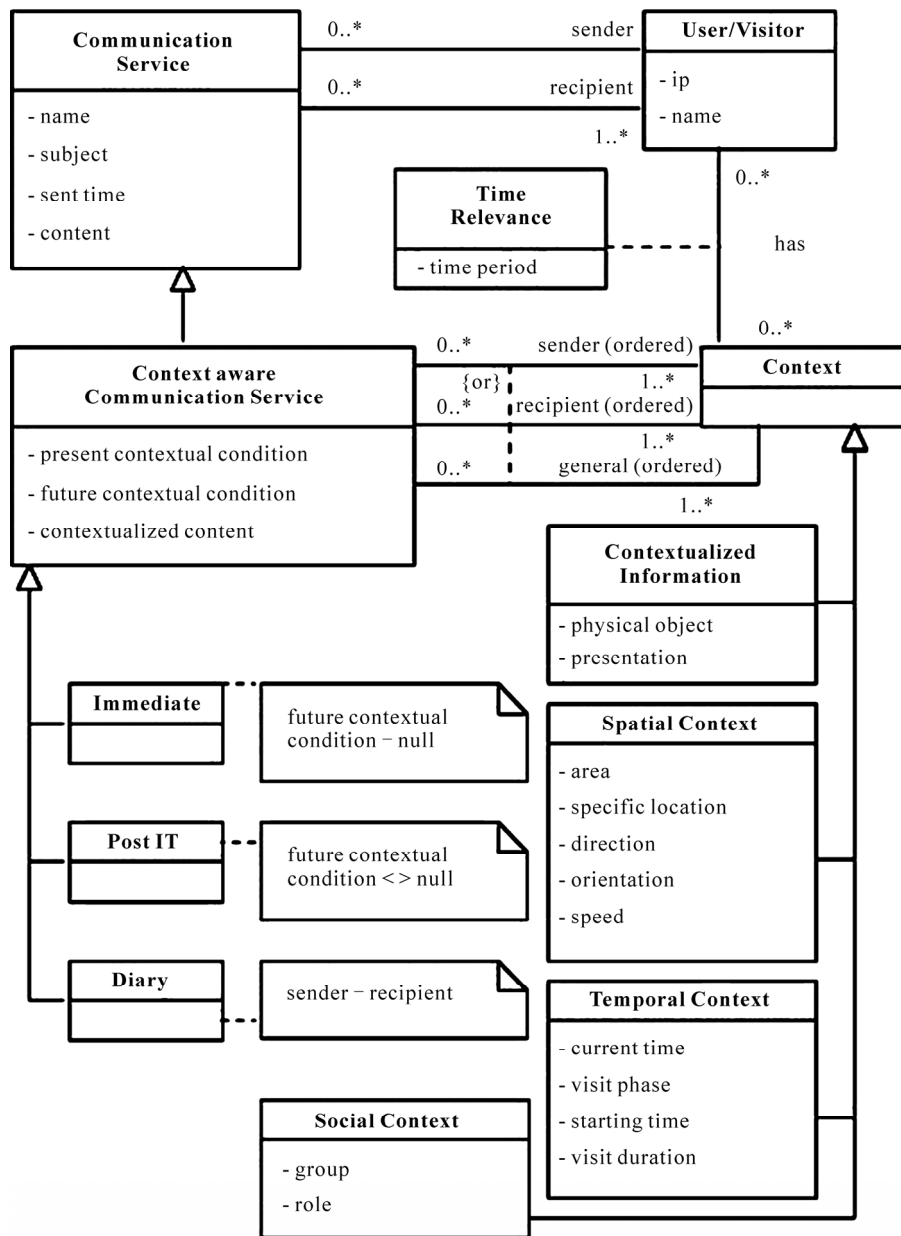 Communication
Service
- name
- subject
- sent time
- content
0..*
sender
0..*
recipient
1..*
User/Visitor
- ip
- name
0..*
has
0..*
Time
Relevance
- time period
Context aware
Communication Service
- present contextual condition
- future contextual condition
- contextualized content
0..*
sender (ordered)
{or}
1..*
0..*
recipient (ordered)
1..*
0..*
general (ordered)
1..*
Context
Contextualized
Information
- physical object
- presentation
Immediate
future contextual
condition – null
Spatial Context
- area
- specific location
- direction
- orientation
- speed
Post IT
future contextual
condition < > null
Diary
sender – recipient
Temporal Context
- current time
- visit phase
- starting time
- visit duration
Social Context
- group
- role